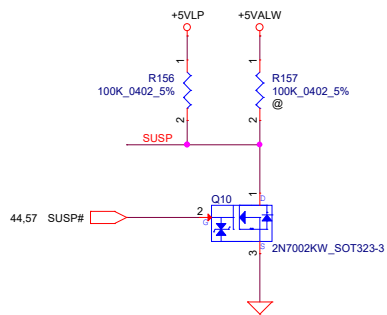 +5VLP +5VALW
1 1
R156 R157
100K_0402_5% 100K_0402_5%
@
2 2
SUSP
1
Q10 D
44,57 SUSP# 2
G
S 2N7002KW_SOT323-3
3